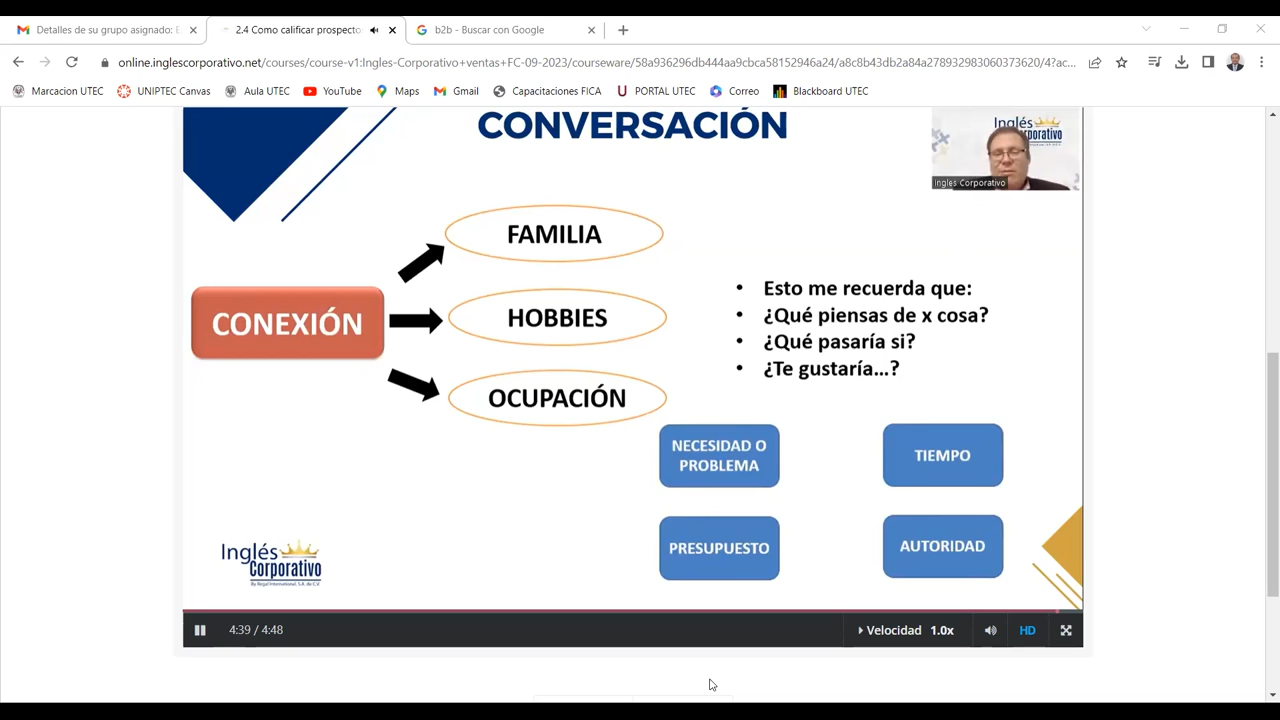 Detalles de su grupo asignado: E
2.4 Como calificar prospecto
b2b - Buscar con Google
online.inglescorporativo.net/courses/course-v1:Ingles-Corporativo+ventas+FC-09-2023/courseware/58a936296db444aa9cbca58152946a24/a8c8b43db2a84a278932983060373620/4?ac...
Marcacion UTEC
UNIPTEC Canvas
Aula UTEC
YouTube
Maps
Gmail
Capacitaciones FICA
PORTAL UTEC
Correo
Blackboard UTEC
CONVERSACIÓN
Inglés
Corporativo
Ingles Corporativo
CONEXIÓN
FAMILIA
HOBBIES
OCUPACIÓN
• Esto me recuerda que:
• ¿Qué piensas de x cosa?
• ¿Qué pasaría si?
• ¿Te gustaría...?
NECESIDAD O
PROBLEMA
TIEMPO
PRESUPUESTO
AUTORIDAD
Inglés
Corporativo
By Regal International, S.A. de C.V.
4:39 / 4:48
Velocidad 1.0x
HD